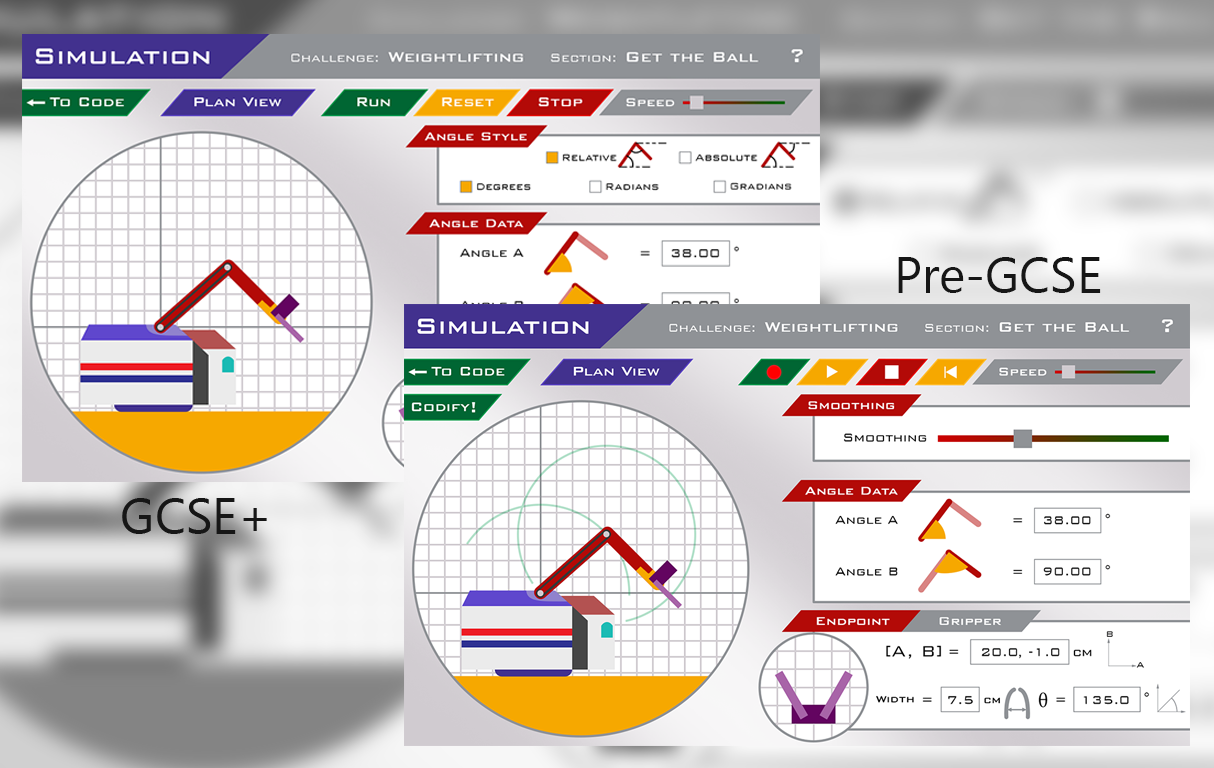 SIMULATION
CHALLENGE: WEIGHTLIFTING SECTION: GET THE BALL ?
←TO CODE PLAN VIEW RUN RESET STOP SPEED
ANGLE STYLE
RELATIVE ABSOLUTE
DEGREES RADIANS GRADIANS
ANGLE DATA
ANGLE A = 38.00 °
GCSE+
Pre-GCSE
SIMULATION
CHALLENGE: WEIGHTLIFTING SECTION: GET THE BALL ?
←TO CODE PLAN VIEW SPEED
CODIFY!
SMOOTHING
SMOOTHING
ANGLE DATA
ANGLE A = 38.00 °
ANGLE B = 90.00 °
ENDPOINT GRIPPER
[A, B] = 20.0, -1.0 CM
B
A
WIDTH = 7.5 CM θ = 135.0 °